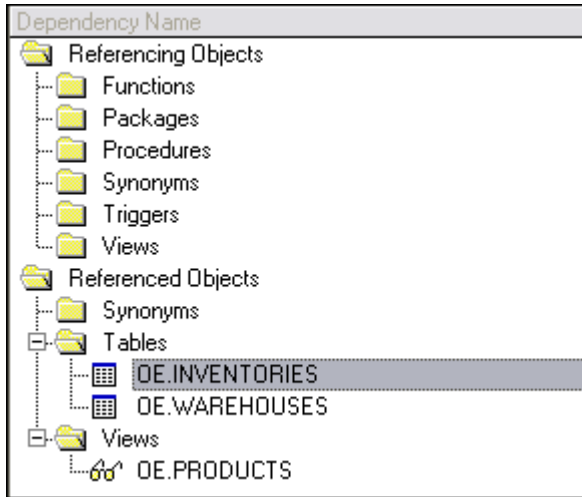 Dependency Name
Referencing Objects
Functions
Packages
Procedures
Synonyms
Triggers
Views
Referenced Objects
Synonyms
Tables
OE.INVENTORIES
OE.WAREHOUSES
Views
OE.PRODUCTS